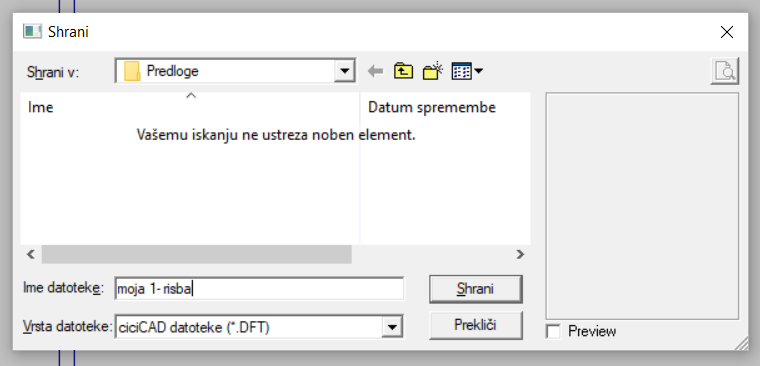 Shrani
Shrani v: Predloge
Ime Datum spremembe
Vašemu iskanju ne ustreza noben element.
Ime datoteke: moja 1- risba Shrani
Vrsta datoteke: ciciCAD datoteke (*.DFT) Prekliči
Preview